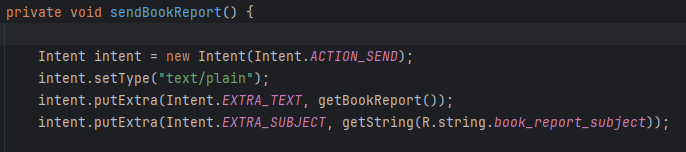 private void sendBookReport() {
Intent intent = new Intent(Intent.ACTION_SEND);
intent.setType("text/plain");
intent.putExtra(Intent.EXTRA_TEXT, getBookReport());
intent.putExtra(Intent.EXTRA_SUBJECT, getString(R.string.book_report_subject));